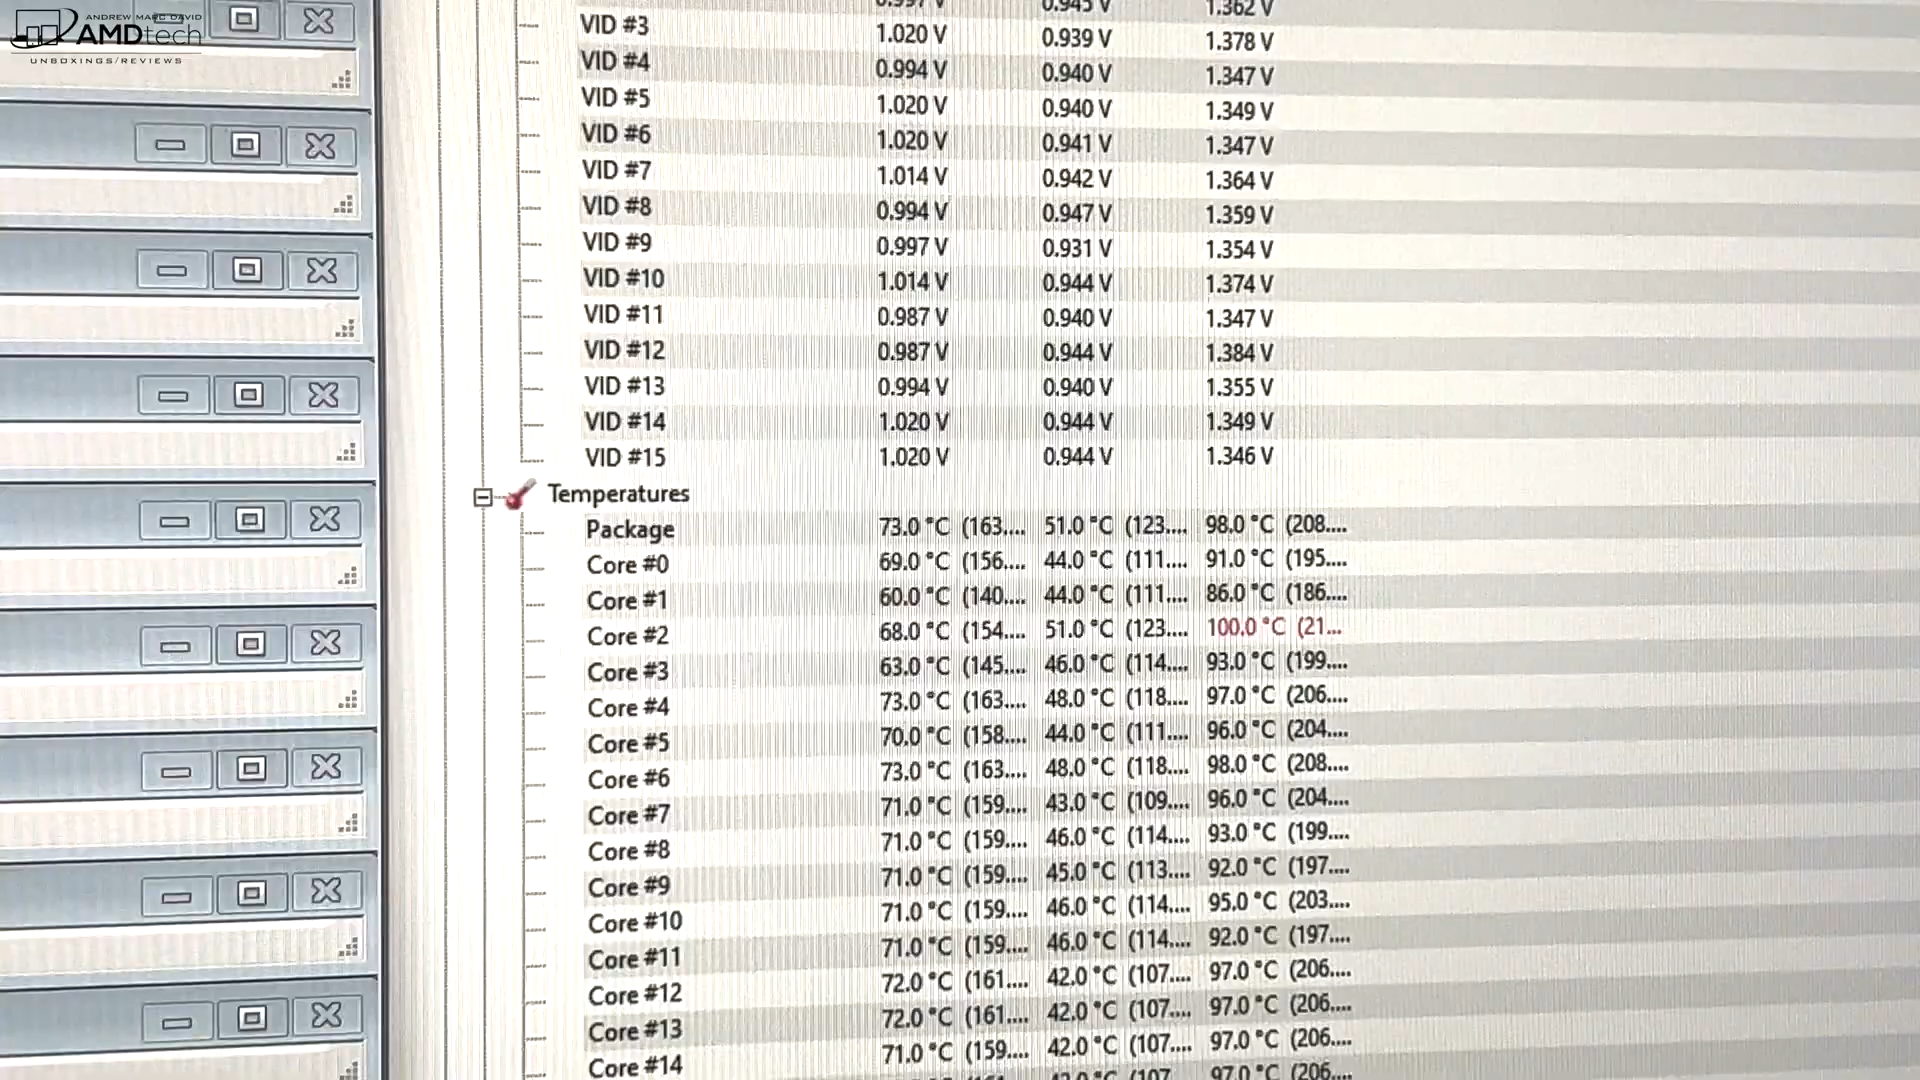 ANDREW MARC DAVID
AMDtech
UNBOXINGS/REVIEWS
0.945 V 1.362 V
VID #3 1.020 V 0.939 V 1.378 V
VID #4 0.994 V 0.940 V 1.347 V
VID #5 1.020 V 0.940 V 1.349 V
VID #6 1.020 V 0.941 V 1.347 V
VID #7 1.014 V 0.942 V 1.364 V
VID #8 0.994 V 0.947 V 1.359 V
VID #9 0.997 V 0.931 V 1.354 V
VID #10 1.014 V 0.944 V 1.374 V
VID #11 0.987 V 0.940 V 1.347 V
VID #12 0.987 V 0.944 V 1.384 V
VID #13 0.994 V 0.940 V 1.355 V
VID #14 1.020 V 0.944 V 1.349 V
VID #15 1.020 V 0.944 V 1.346 V
Temperatures
Package 73.0 °C (163.... 51.0 °C (123.... 98.0 °C (208....
Core #0 69.0 °C (156.... 44.0 °C (111.... 91.0 °C (195....
Core #1 60.0 °C (140.... 44.0 °C (111.... 86.0 °C (186....
Core #2 68.0 °C (154.... 51.0 °C (123.... 100.0 °C (21...
Core #3 63.0 °C (145.... 46.0 °C (114.... 93.0 °C (199....
Core #4 73.0 °C (163.... 48.0 °C (118.... 97.0 °C (206....
Core #5 70.0 °C (158.... 44.0 °C (111.... 96.0 °C (204....
Core #6 73.0 °C (163.... 48.0 °C (118.... 98.0 °C (208....
Core #7 71.0 °C (159.... 43.0 °C (109.... 96.0 °C (204....
Core #8 71.0 °C (159.... 46.0 °C (114.... 93.0 °C (199....
Core #9 71.0 °C (159.... 45.0 °C (113.... 92.0 °C (197....
Core #10 71.0 °C (159.... 46.0 °C (114.... 95.0 °C (203....
Core #11 71.0 °C (159.... 46.0 °C (114.... 92.0 °C (197....
Core #12 72.0 °C (161.... 42.0 °C (107.... 97.0 °C (206....
Core #13 72.0 °C (161.... 42.0 °C (107.... 97.0 °C (206....
Core #14 71.0 °C (159.... 42.0 °C (107.... 97.0 °C (206....
97.0 °C (206....